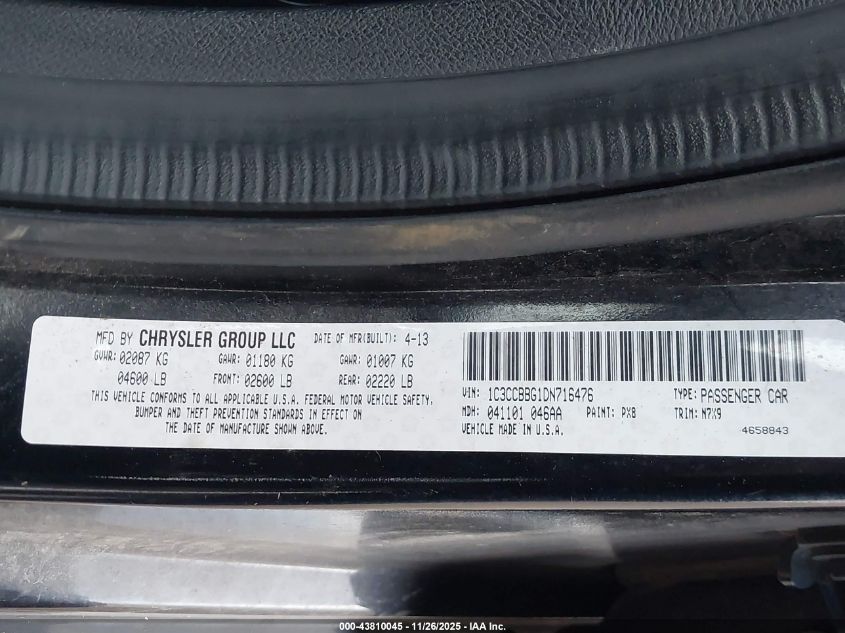 MFD BY CHRYSLER GROUP LLC DATE OF MFR(BUILT): 4-13
GVWR: 02087 KG GAWR: 01180 KG GAWR: 01007 KG
04600 LB FRONT: 02600 LB REAR: 02220 LB
THIS VEHICLE CONFORMS TO ALL APPLICABLE U.S.A. FEDERAL MOTOR VEHICLE SAFETY,
BUMPER AND THEFT PREVENTION STANDARDS IN EFFECT ON
THE DATE OF MANUFACTURE SHOWN ABOVE.
VIN: 1C3CCBBG1DN716476 TYPE: PASSENGER CAR
MDH: 041101 046AA PAINT: PX8 TRIM: N7X9
VEHICLE MADE IN U.S.A. 4658843
000-43810045 - 11/26/2025 - IAA Inc.